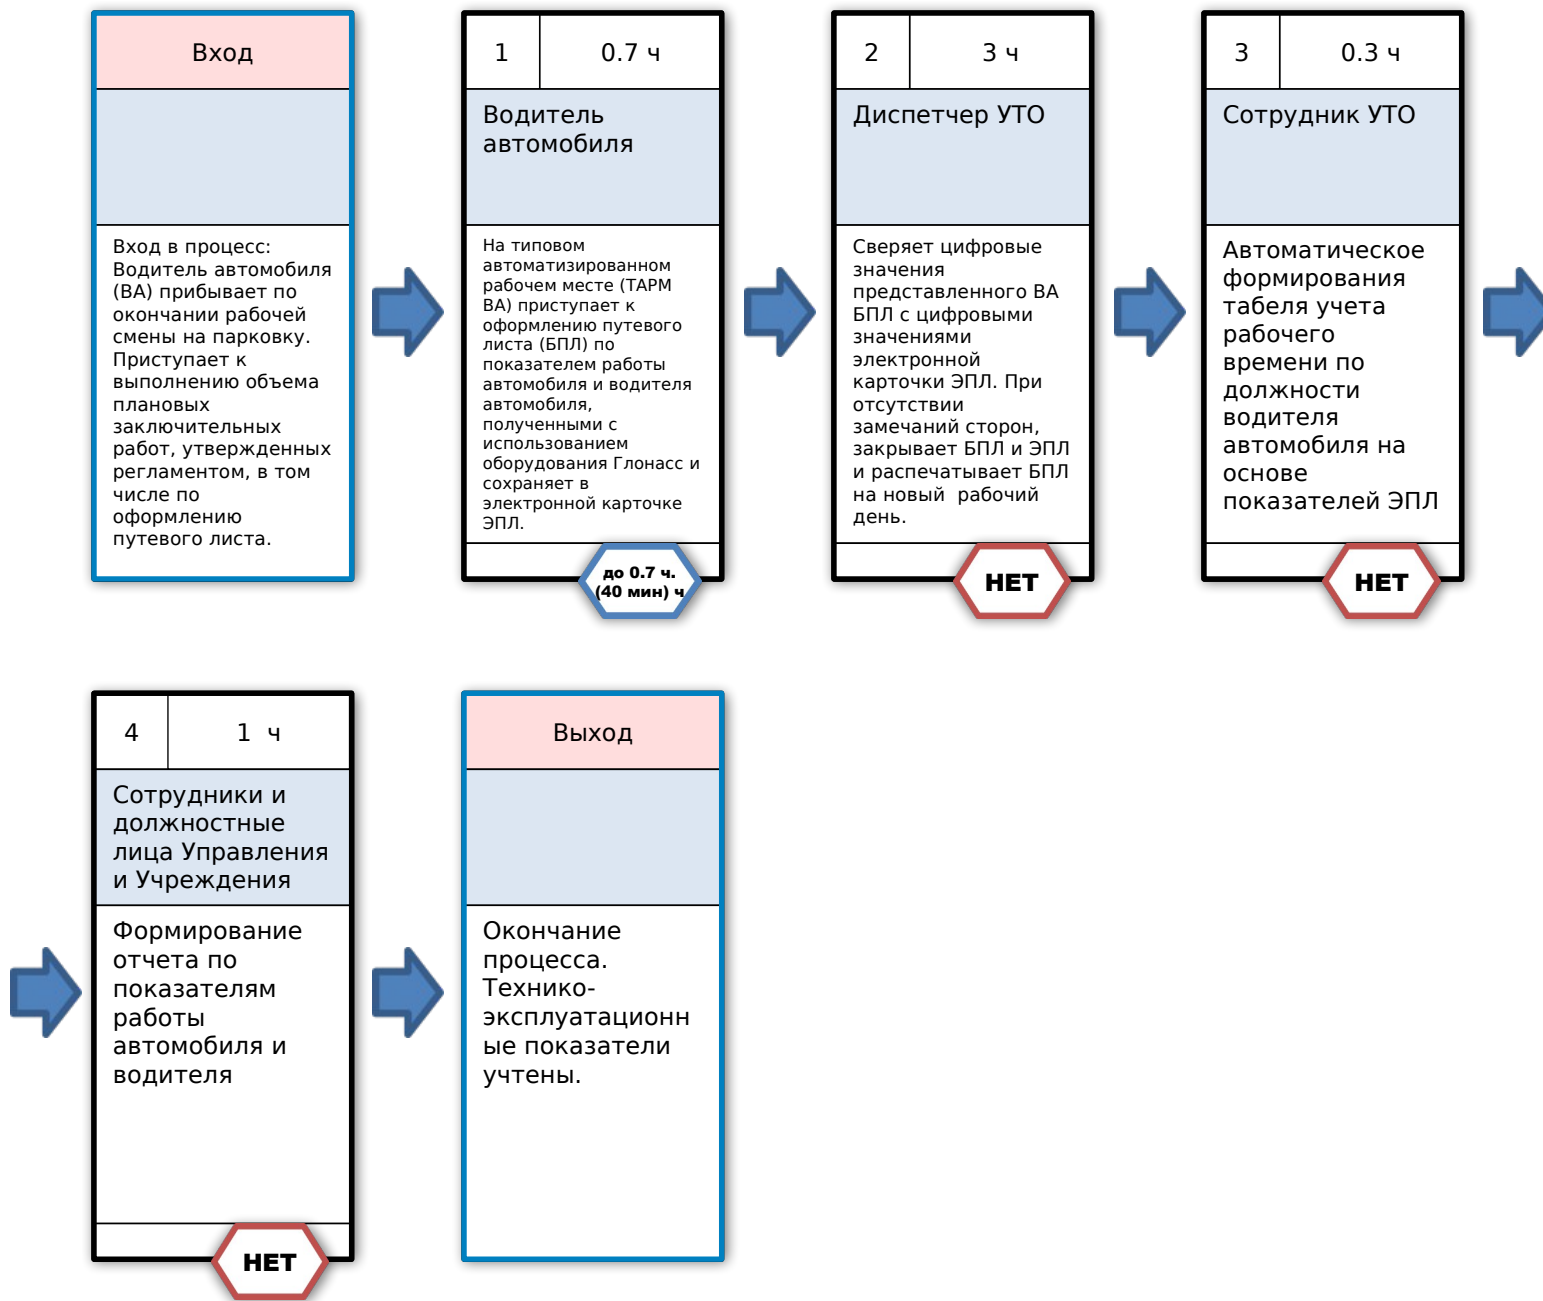 Вход
Вход в процесс:
Водитель автомобиля
(ВА) прибывает по
окончании рабочей
смены на парковку.
Приступает к
выполнению объема
плановых
заключительных
работ, утвержденных
регламентом, в том
числе по
оформлению
путевого листа.
1
0.7 ч
Водитель
автомобиля
На типовом
автоматизированном
рабочем месте (ТАРМ
ВА) приступает к
оформлению путевого
листа (БПЛ) по
показателем работы
автомобиля и водителя
автомобиля,
полученными с
использованием
оборудования Глонасс и
сохраняет в
электронной карточке
ЭПЛ.
до 0.7 ч.
(40 мин) ч
2
3 ч
Диспетчер УТО
Сверяет цифровые
значения
представленного ВА
БПЛ с цифровыми
значениями
электронной
карточки ЭПЛ. При
отсутствии
замечаний сторон,
закрывает БПЛ и ЭПЛ
и распечатывает БПЛ
на новый  рабочий
день.
НЕТ
3
0.3 ч
Сотрудник УТО
Автоматическое
формирования
табеля учета
рабочего
времени по
должности
водителя
автомобиля на
основе
показателей ЭПЛ
НЕТ
4
1  ч
Сотрудники и
должностные
лица Управления
и Учреждения
Формирование
отчета по
показателям
работы
автомобиля и
водителя
НЕТ
Выход
Окончание
процесса.
Технико-
эксплуатационн
ые показатели
учтены.